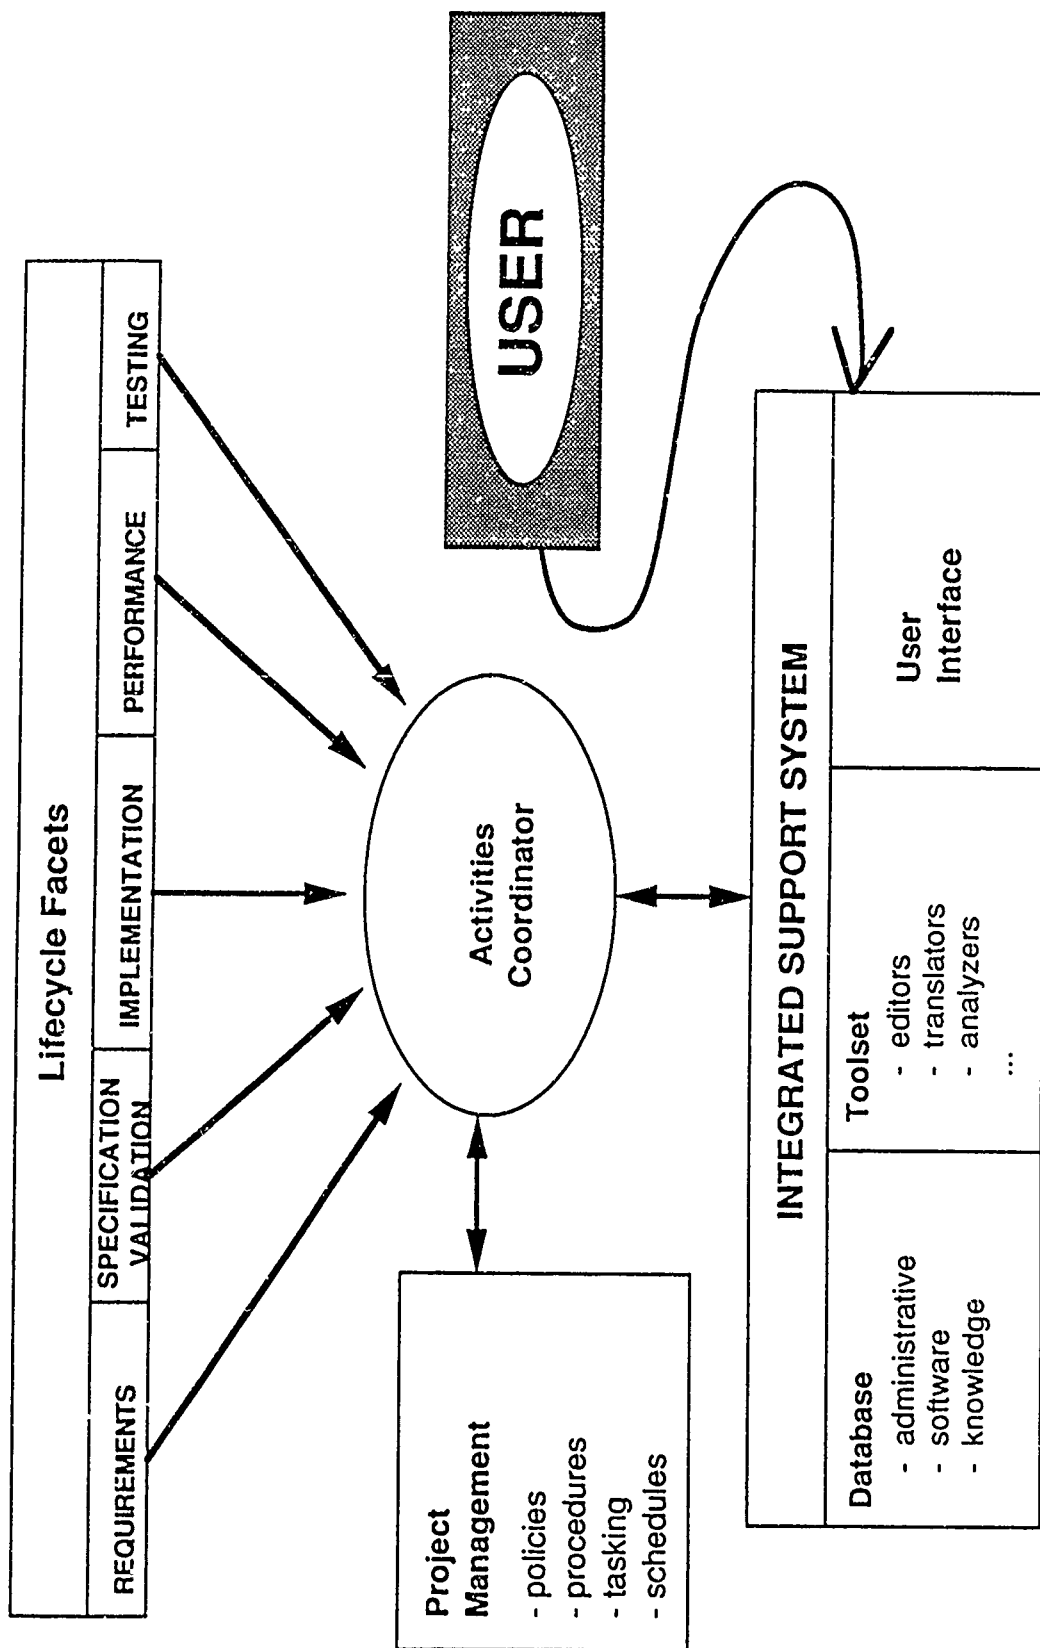 Lifecycle Facets
REQUIREMENTS
SPECIFICATION
VALIDATION
IMPLEMENTATION
PERFORMANCE
TESTING
Project
Management
- policies
- procedures
- tasking
- schedules
Activities
Coordinator
USER
INTEGRATED SUPPORT SYSTEM
Database
- administrative
- software
- knowledge
Toolset
- editors
- translators
- analyzers
...
User
Interface